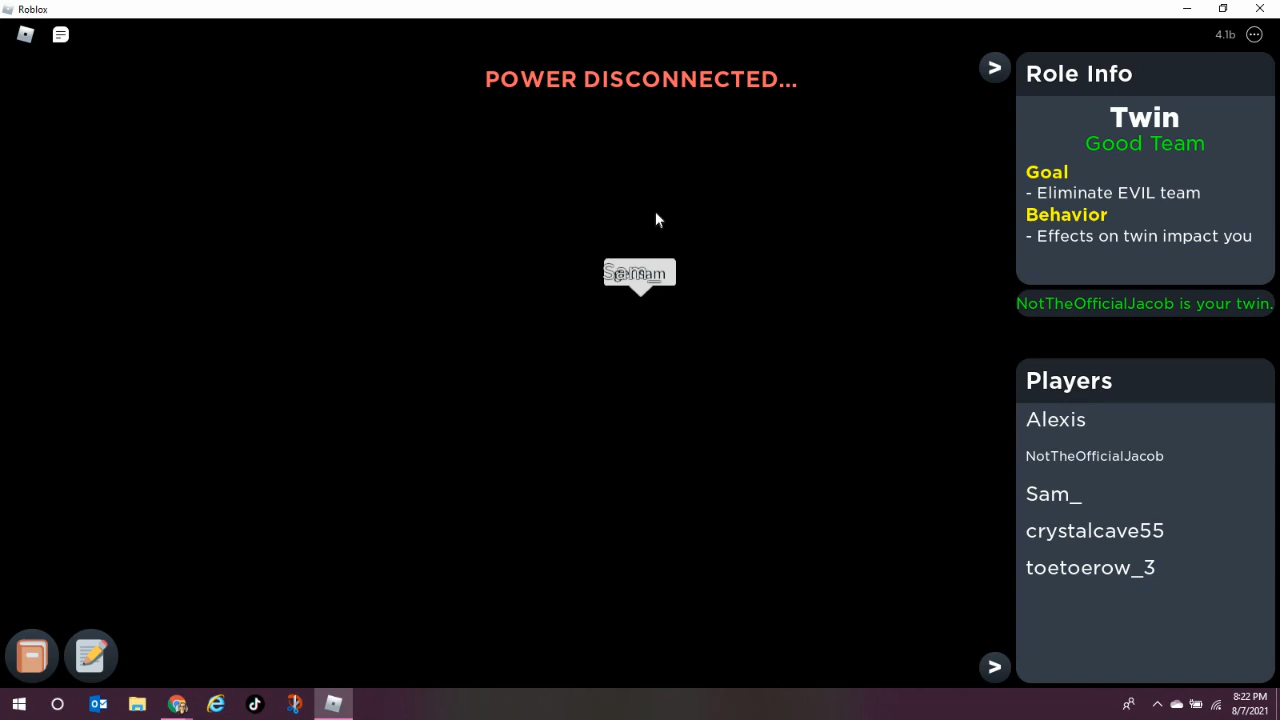 Roblox
4.1b
POWER DISCONNECTED...
Role Info
Twin
Good Team
Goal
- Eliminate EVIL team
Behavior
- Effects on twin impact you
NotTheOfficialJacob is your twin.
Sam_
Players
Alexis
NotTheOfficialJacob
Sam_
crystalcave55
toetoerow_3
8:22 PM
8/7/2021